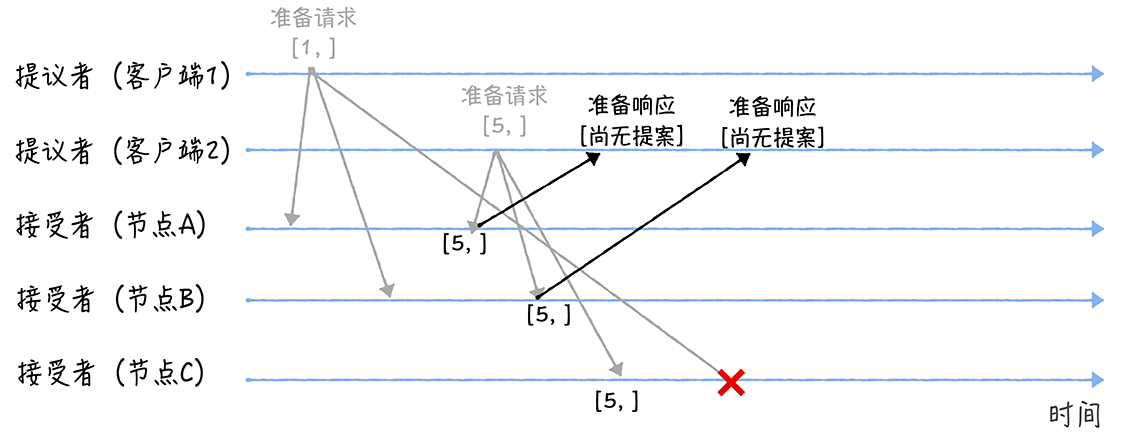 准备请求
[1, ]
提议者（客户端1）
准备请求
[5, ]
准备响应
[尚无提案]
准备响应
[尚无提案]
提议者（客户端2）
接受者（节点A）
[5, ]
接受者（节点B）
[5, ]
接受者（节点C）
[5, ]
时间